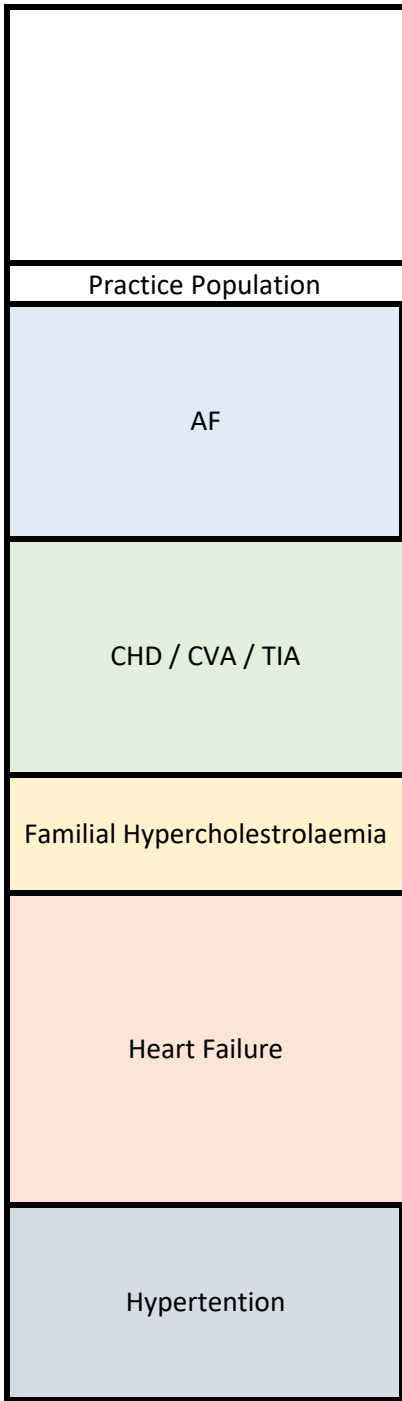 Practice Population
AF
CHD / CVA / TIA
Familial Hypercholestrolaemia
Heart Failure
Hypertention